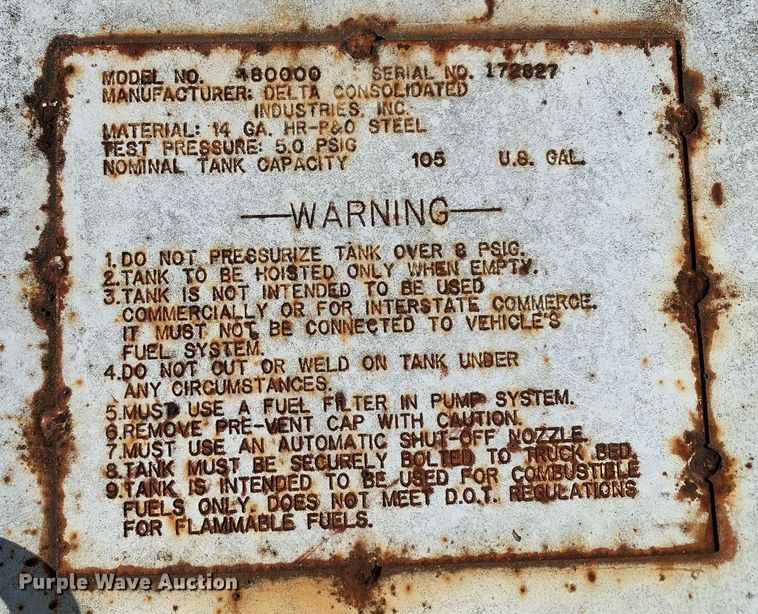 MODEL NO. 480000 SERIAL NO. 172827
MANUFACTURER: DELTA CONSOLIDATED
INDUSTRIES, INC.
MATERIAL: 14 GA. HR-P&O STEEL
TEST PRESSURE: 5.0 PSIG
NOMINAL TANK CAPACITY 105 U.S. GAL.
—WARNING—
1. DO NOT PRESSURIZE TANK OVER PSIG.
2. TANK TO BE HOISTED ONLY WHEN EMPTY.
3. TANK IS NOT INTENDED TO BE USED
COMMERCIALLY OR FOR INTERSTATE COMMERCE.
IT MUST NOT BE CONNECTED TO VEHICLE'S
FUEL SYSTEM.
4. DO NOT CUT OR WELD ON TANK UNDER
ANY CIRCUMSTANCES.
5. MUST USE A FUEL FILTER IN PUMP SYSTEM.
6. REMOVE PRE-VENT CAP WITH CAUTION.
7. MUST USE AN AUTOMATIC SHUT-OFF NOZZLE.
8. TANK MUST BE SECURELY BOLTED TO TRUCK BED.
9. TANK IS INTENDED TO BE USED FOR COMBUSTIBLE
FUELS ONLY. DOES NOT MEET D.O.T. REGULATIONS
FOR FLAMMABLE FUELS.
Purple Wave Auction